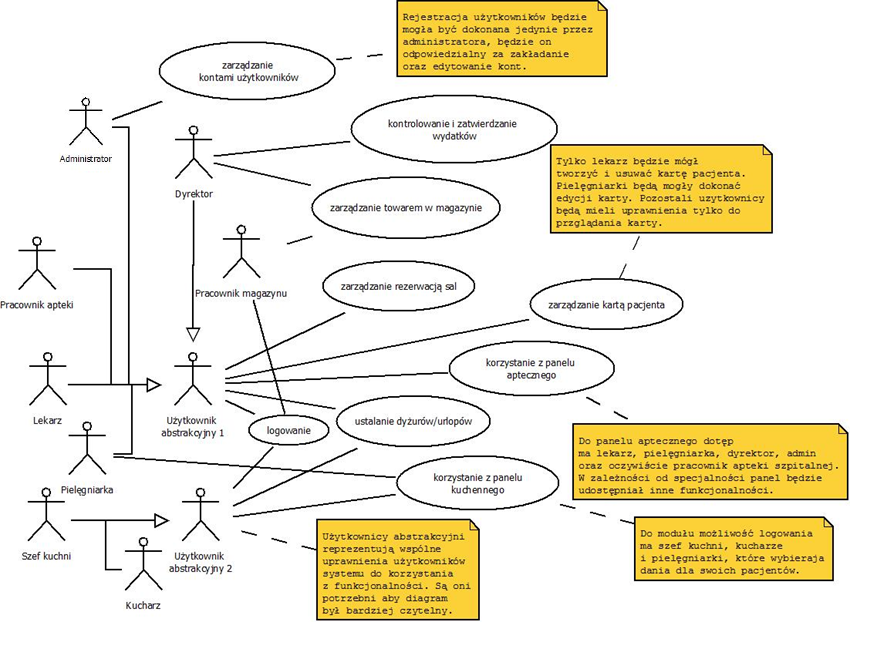 Rejestracja użytkowników będzie
mogła być dokonana jedynie przez
administratora, będzie on
odpowiedzialny za zakładanie
oraz edytowanie kont.
zarządzanie
kontami użytkowników
Administrator
kontrolowanie i zatwierdzanie
wydatków
Dyrektor
Tylko lekarz będzie mógł
tworzyć i usuwać kartę pacjenta.
Pielęgniarki będą mogły dokonać
edycji karty. Pozostali uzytkownicy
będą mieli uprawnienia tylko do
przglądania karty.
zarządzanie towarem w magazynie
Pracownik magazynu
Pracownik apteki
zarządzanie rezerwacją sal
zarządzanie kartą pacjenta
korzystanie z panelu
aptecznego
Lekarz
Użytkownik
abstrakcyjny 1
logowanie
ustalanie dyżurów/urlopów
Do panelu aptecznego dotęp
ma lekarz, pielęgniarka, dyrektor, admin
oraz oczywiście pracownik apteki szpitalnej.
W zależności od specjalności panel będzie
udostępniał inne funkcjonalności.
Pielęgniarka
korzystanie z panelu
kuchennego
Szef kuchni
Użytkownik
abstrakcyjny 2
Kucharz
Użytkownicy abstrakcyjni
reprezentują wspólne
uprawnienia użytkowników
systemu do korzystania
z funkcjonalności. Są oni
potrzebni aby diagram
był bardziej czytelny.
Do modułu możliwość logowania
ma szef kuchni, kucharze
i pielęgniarki, które wybieraja
dania dla swoich pacjentów.